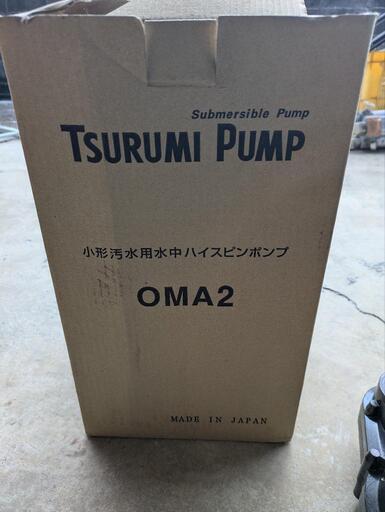 Submersible Pump
TSURUMI PUMP
小形汚水用水中ハイスピンポンプ
OMA2
MADE IN JAPAN